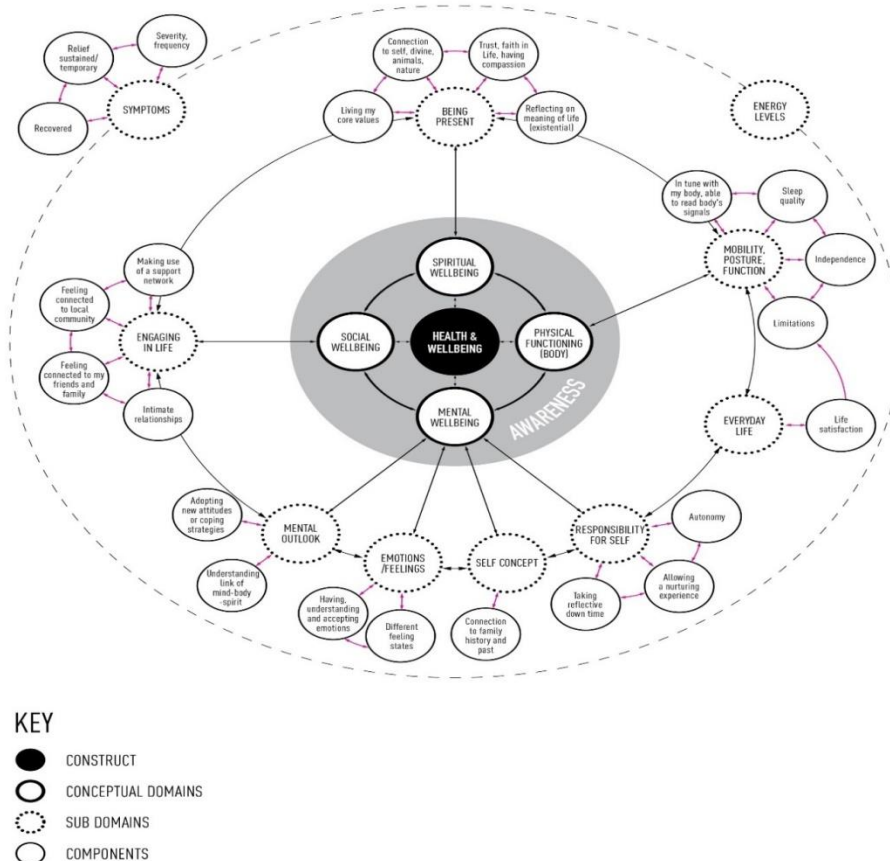 Relief
sustained/
temporary
Severity,
frequency
Recovered
SYMPTOMS
Connection
to self, divine,
animals,
nature
Trust, faith in
Life, having
compassion
Living my
core values
BEING
PRESENT
Reflecting on
meaning of life
(existential)
ENERGY
LEVELS
In tune with
my body, able
to read body's
signals
Sleep
quality
MOBILITY,
POSTURE,
FUNCTION
Independence
Limitations
Making use
of a support
network
Feeling
connected
to local
community
ENGAGING
IN LIFE
Feeling
connected to my
friends and
family
Intimate
relationships
SPIRITUAL
WELLBEING
SOCIAL
WELLBEING
HEALTH &
WELLBEING
PHYSICAL
FUNCTIONING
(BODY)
MENTAL
WELLBEING
AWARENESS
EVERYDAY
LIFE
Life
satisfaction
Adopting
new attitudes
or coping
strategies
MENTAL
OUTLOOK
Understanding
link of
mind-body
-spirit
EMOTIONS
/FEELINGS
Having,
understanding
and accepting
emotions
Different
feeling
states
SELF CONCEPT
Connection
to family
history and
past
RESPONSIBILITY
FOR SELF
Autonomy
Allowing
a nurturing
experience
Taking
reflective
down time
KEY
CONSTRUCT
CONCEPTUAL DOMAINS
SUB DOMAINS
COMPONENTS